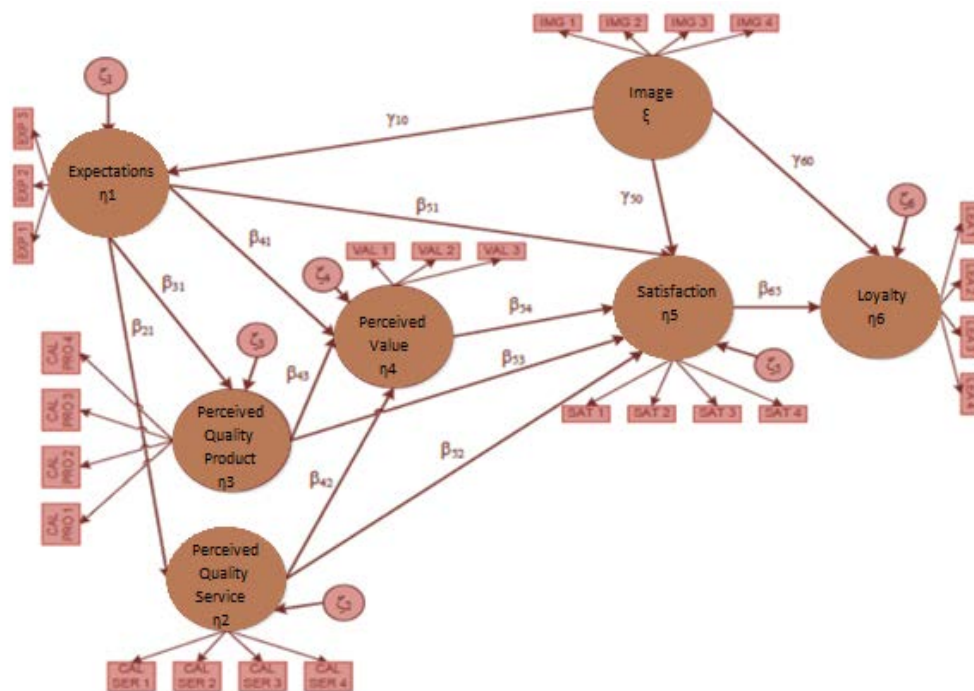 IMG 1
IMG 2
IMG 3
IMG 4
Image
ξ
ζ1
EXP 3
EXP 2
EXP 1
Expectations
η1
γ10
γ50
γ60
β51
β41
β31
β21
VAL 1
VAL 2
VAL 3
ζ4
Perceived
Value
η4
β54
Satisfaction
η5
β65
ζ6
Loyalty
η6
ζ5
SAT 1
SAT 2
SAT 3
SAT 4
ζ3
β43
β53
CAL
PRO 4
CAL
PRO 3
CAL
PRO 2
CAL
PRO 1
Perceived
Quality
Product
η3
β42
β52
Perceived
Quality
Service
η2
ζ2
CAL
SER 1
CAL
SER 2
CAL
SER 3
CAL
SER 4